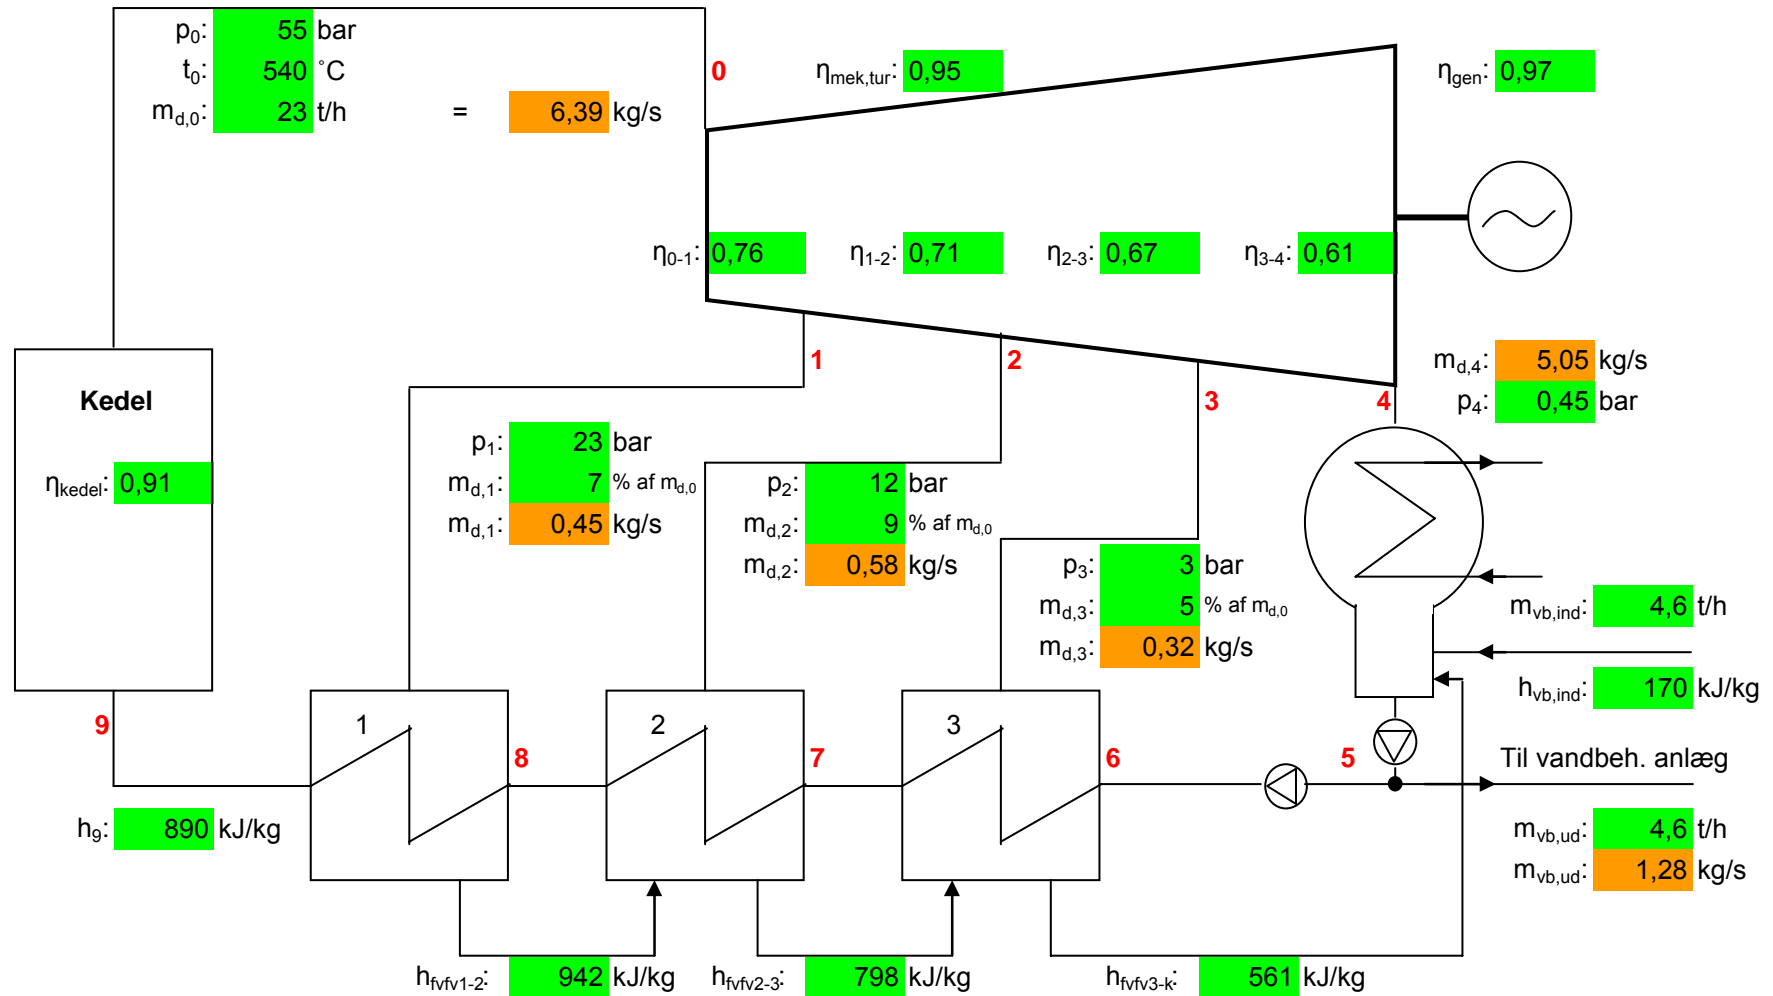 p0: 55 bar
t0: 540 ˚C
md,0: 23 t/h = 6,39 kg/s
0
ηmek,tur: 0,95
ηgen: 0,97
η0-1: 0,76
η1-2: 0,71
η2-3: 0,67
η3-4: 0,61
1
2
3
4
md,4: 5,05 kg/s
p4: 0,45 bar
Kedel
ηkedel: 0,91
p1: 23 bar
md,1: 7 % af md,0
md,1: 0,45 kg/s
p2: 12 bar
md,2: 9 % af md,0
md,2: 0,58 kg/s
p3: 3 bar
md,3: 5 % af md,0
md,3: 0,32 kg/s
mvb,ind: 4,6 t/h
hvb,ind: 170 kJ/kg
9
1
8
2
7
3
6
5
Til vandbeh. anlæg
h9: 890 kJ/kg
mvb,ud: 4,6 t/h
mvb,ud: 1,28 kg/s
hfvfv1-2: 942 kJ/kg
hfvfv2-3: 798 kJ/kg
hfvfv3-k: 561 kJ/kg